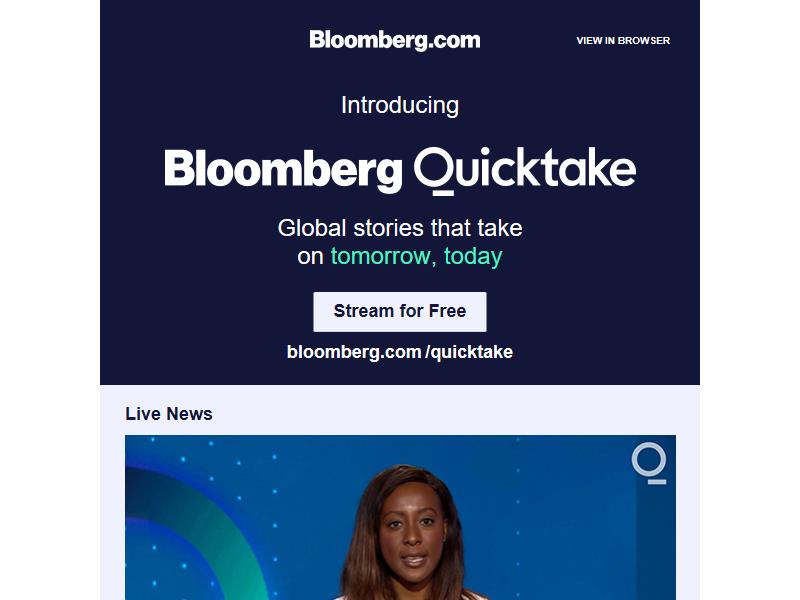 Bloomberg.com
VIEW IN BROWSER
Introducing
Bloomberg Quicktake
Global stories that take
on tomorrow, today
Stream for Free
bloomberg.com/quicktake
Live News